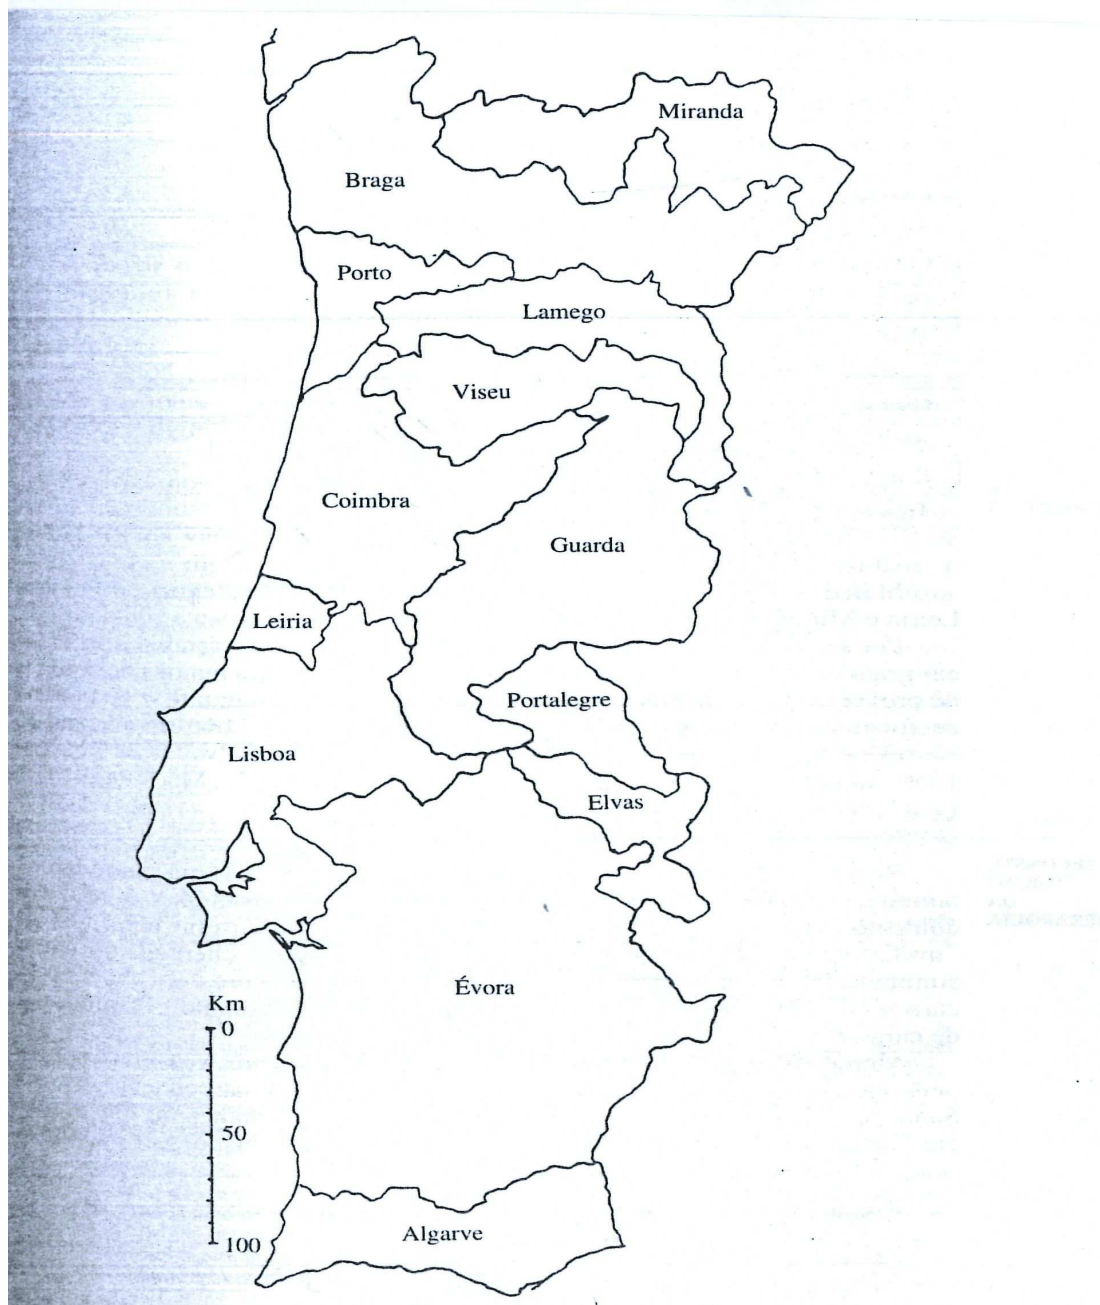 Miranda
Braga
Porto
Lamego
Viseu
Coimbra
Guarda
Leiria
Portalegre
Lisboa
Elvas
Évora
Km
0
50
100
Algarve